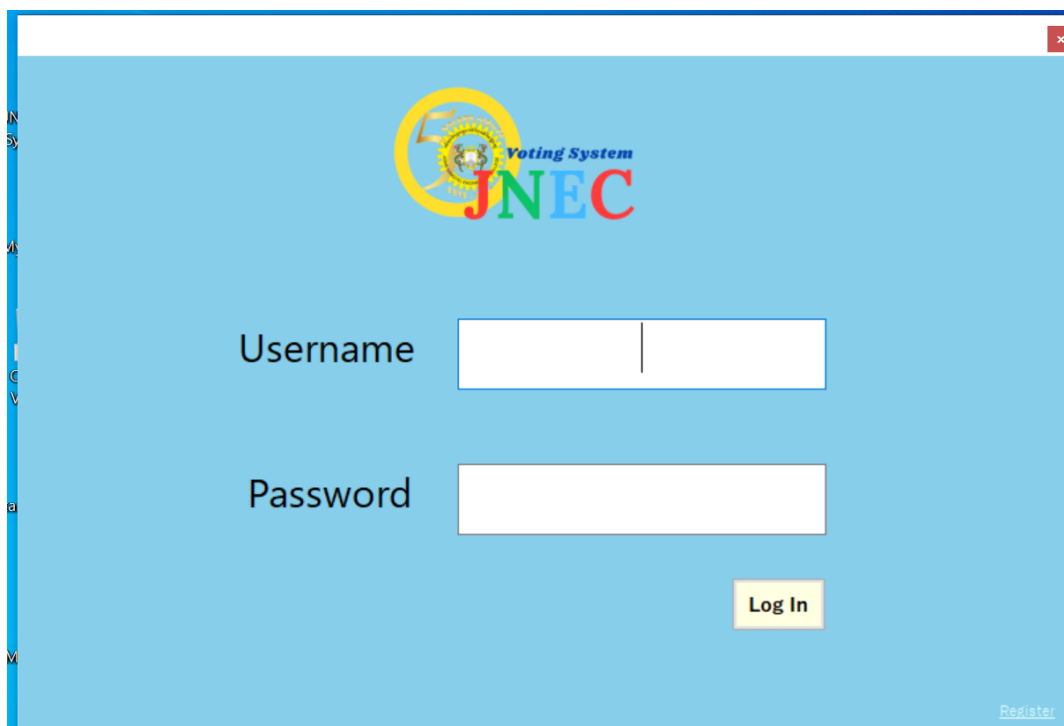 Voting System
JNEC
Username
Password
Log In
Register